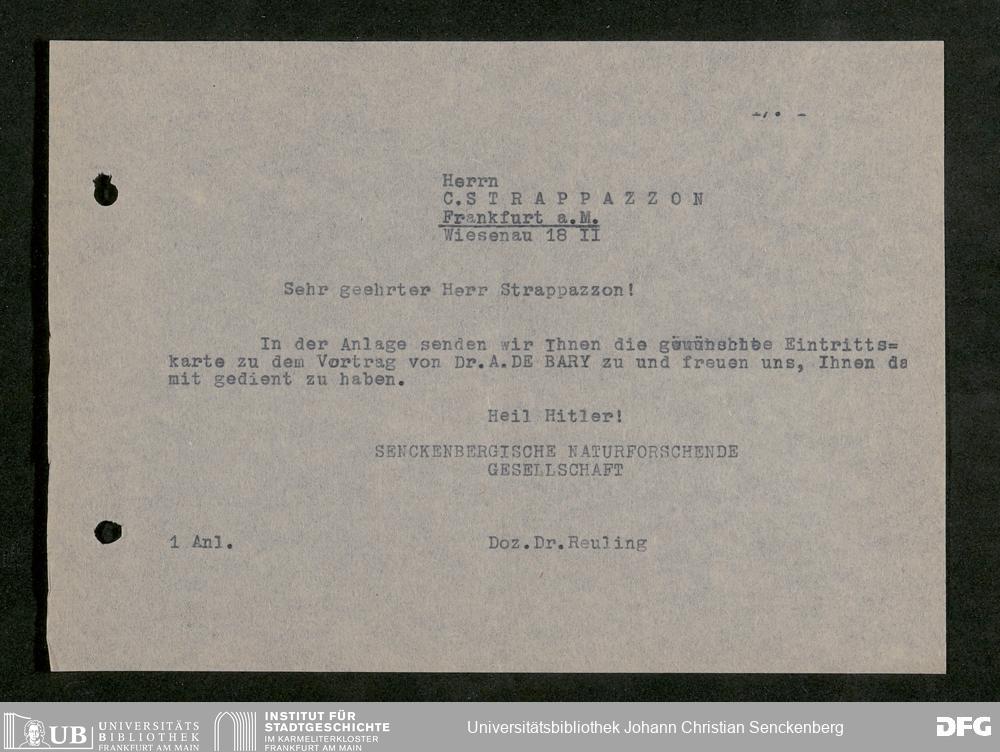 Herrn
C.S T R A P P A Z Z O N
Frankfurt a.M.
Wiesenau 18 II
Sehr geehrter Herr Strappazzon!
In der Anlage senden wir Ihnen die gewünschte Eintritts=
karte zu dem Vortrag von Dr.A.DE BARY zu und freuen uns, Ihnen da
mit gedient zu haben.
Heil Hitler!
SENCKENBERGISCHE NATURFORSCHENDE
GESELLSCHAFT
1 Anl.
Doz.Dr.Reuling
UB UNIVERSITÄTS
BIBLIOTHEK
FRANKFURT AM MAIN
INSTITUT FÜR
STADTGESCHICHTE
IM KARMELITERKLOSTER
FRANKFURT AM MAIN
Universitätsbibliothek Johann Christian Senckenberg
DFG